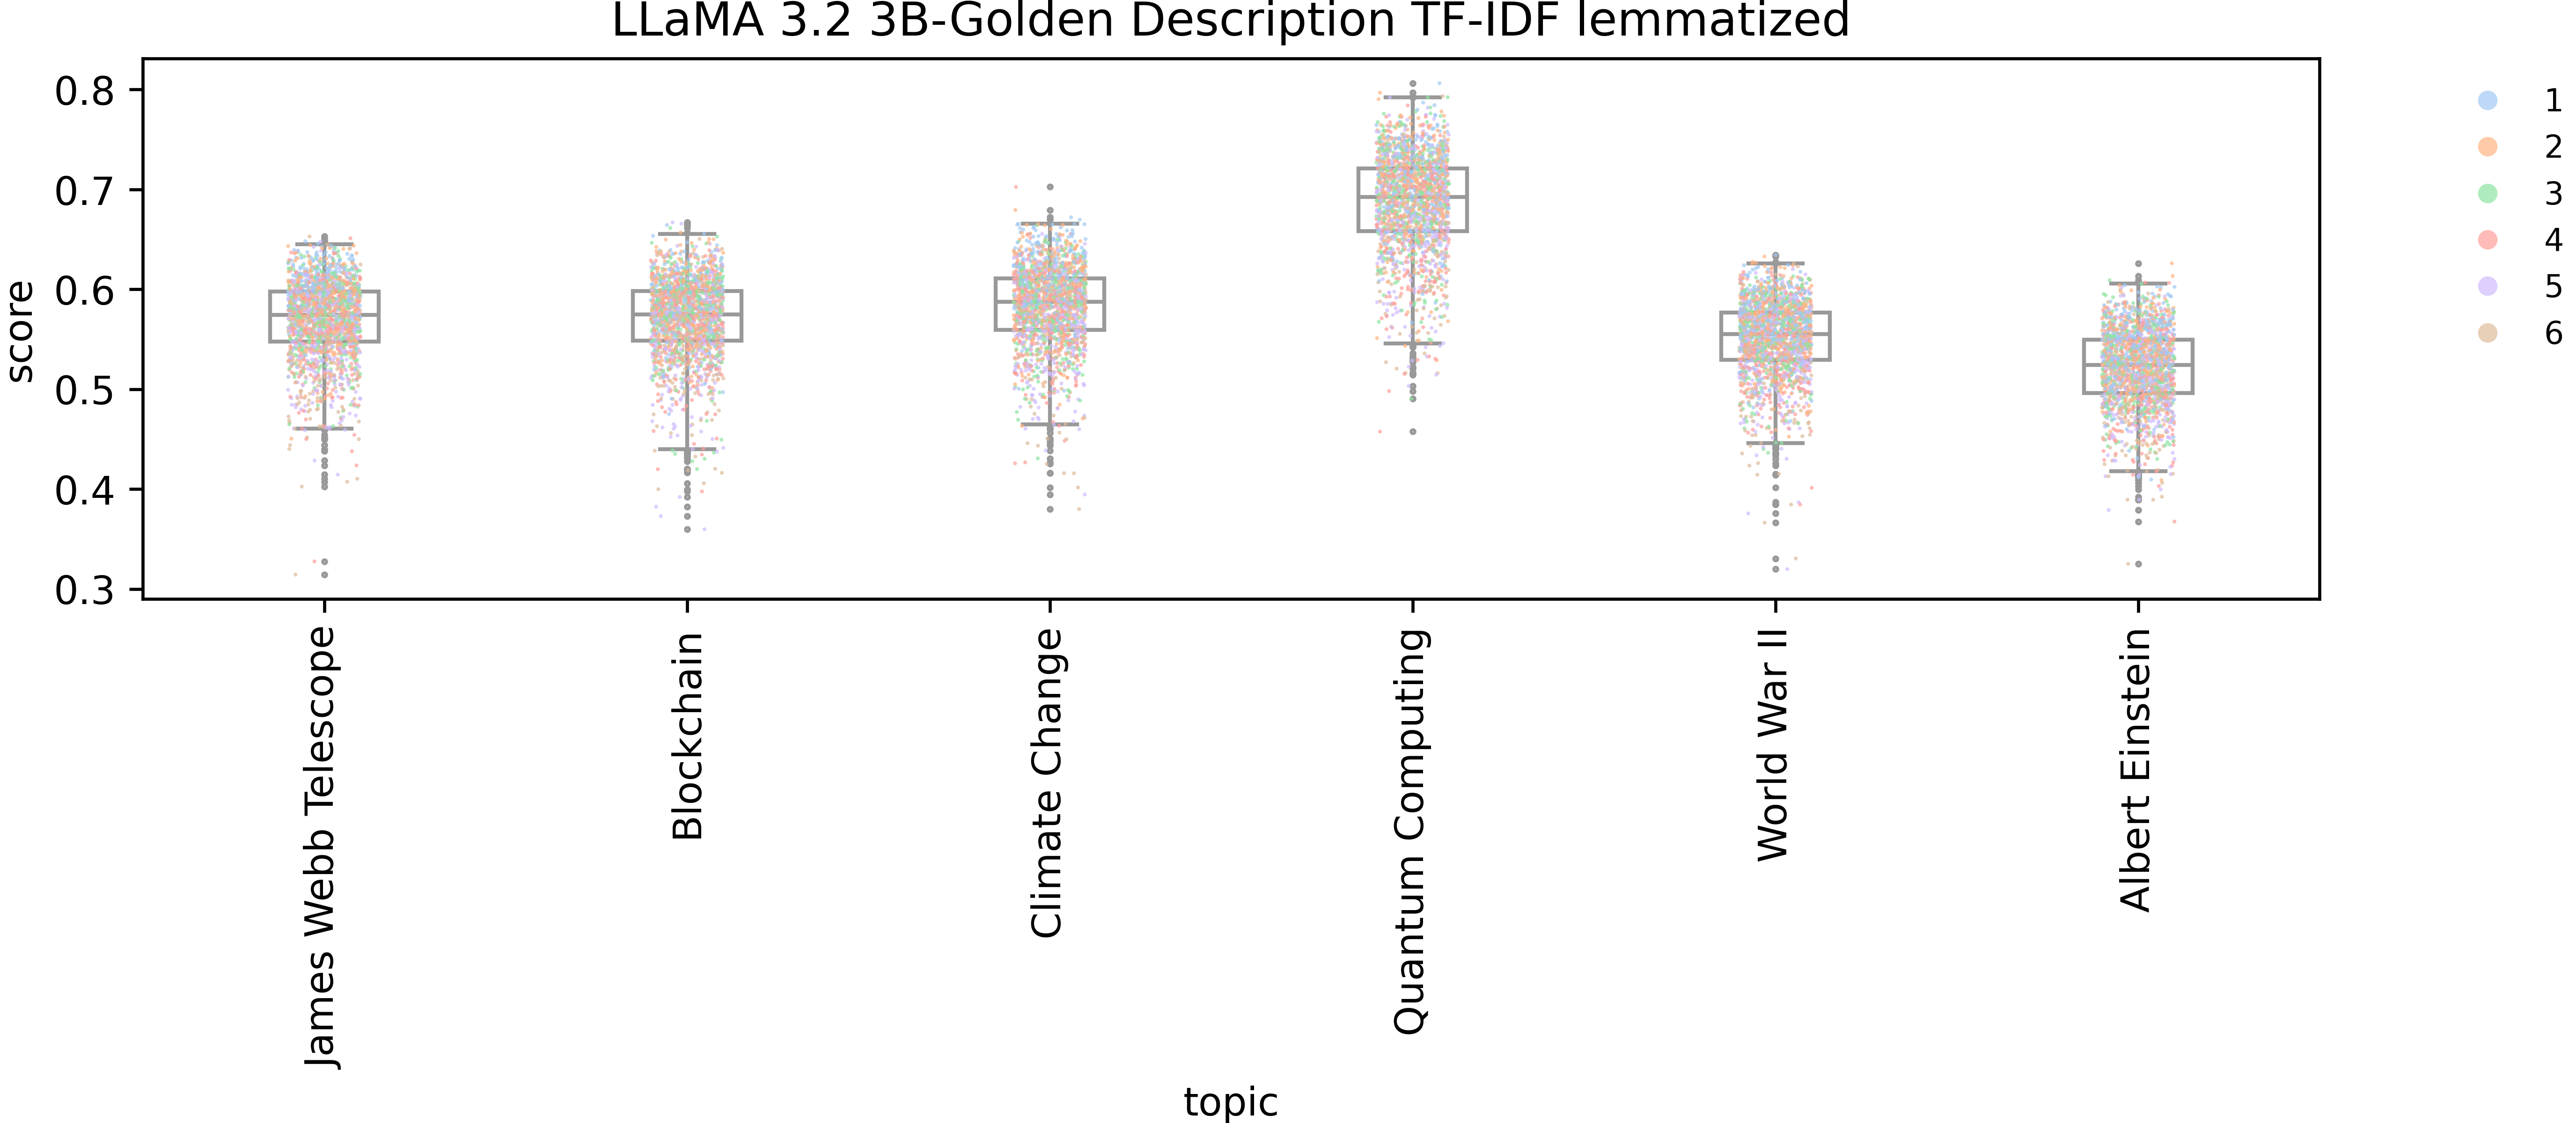 LLaMA 3.2 3B-Golden Description TF-IDF lemmatized
score
0.8
0.7
0.6
0.5
0.4
0.3
James Webb Telescope
Blockchain
Climate Change
Quantum Computing
World War II
Albert Einstein
topic
1
2
3
4
5
6